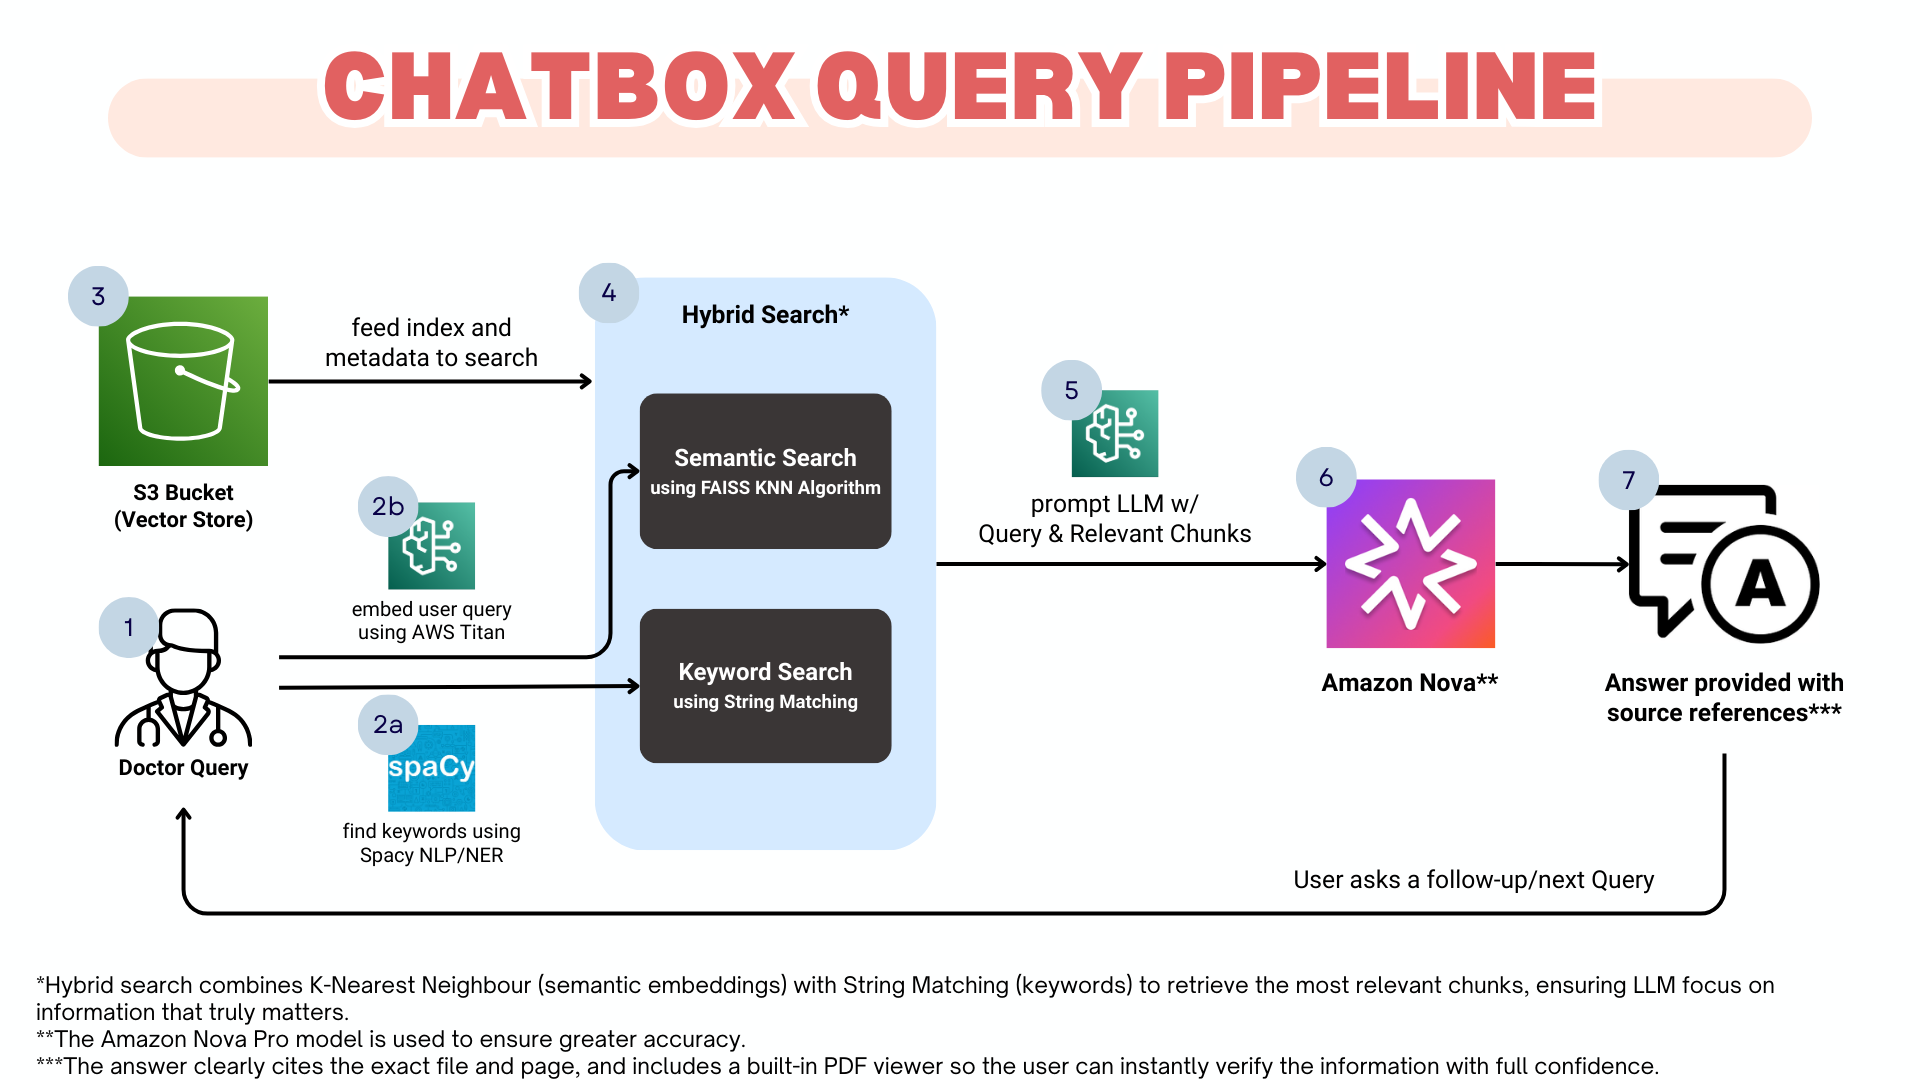 CHATBOX QUERY PIPELINE
3
feed index and
metadata to search
S3 Bucket
(Vector Store)
1
Doctor Query
2b
embed user query
using AWS Titan
2a
spaCy
find keywords using
Spacy NLP/NER
4
Hybrid Search*
Semantic Search
using FAISS KNN Algorithm
Keyword Search
using String Matching
5
prompt LLM w/
Query & Relevant Chunks
6
Amazon Nova**
7
A
Answer provided with
source references***
User asks a follow-up/next Query
*Hybrid search combines K-Nearest Neighbour (semantic embeddings) with String Matching (keywords) to retrieve the most relevant chunks, ensuring LLM focus on
information that truly matters.
**The Amazon Nova Pro model is used to ensure greater accuracy.
***The answer clearly cites the exact file and page, and includes a built-in PDF viewer so the user can instantly verify the information with full confidence.